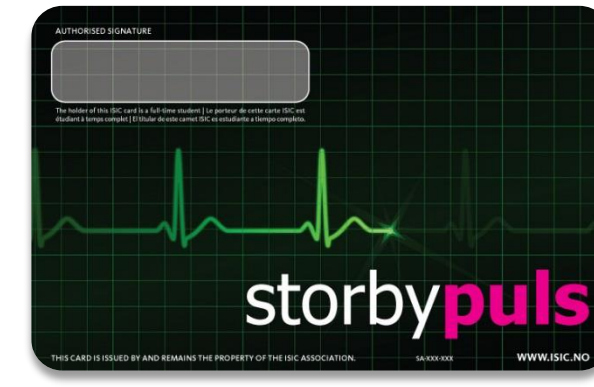 AUTHORISED SIGNATURE
The holder of this ISIC card is a full-time student | Le porteur de cette carte ISIC est
étudiant à temps complet | El titular de este carnet ISIC es estudiante a tiempo completo.
storbypuls
THIS CARD IS ISSUED BY AND REMAINS THE PROPERTY OF THE ISIC ASSOCIATION. SA-XXX-XXX WWW.ISIC.NO